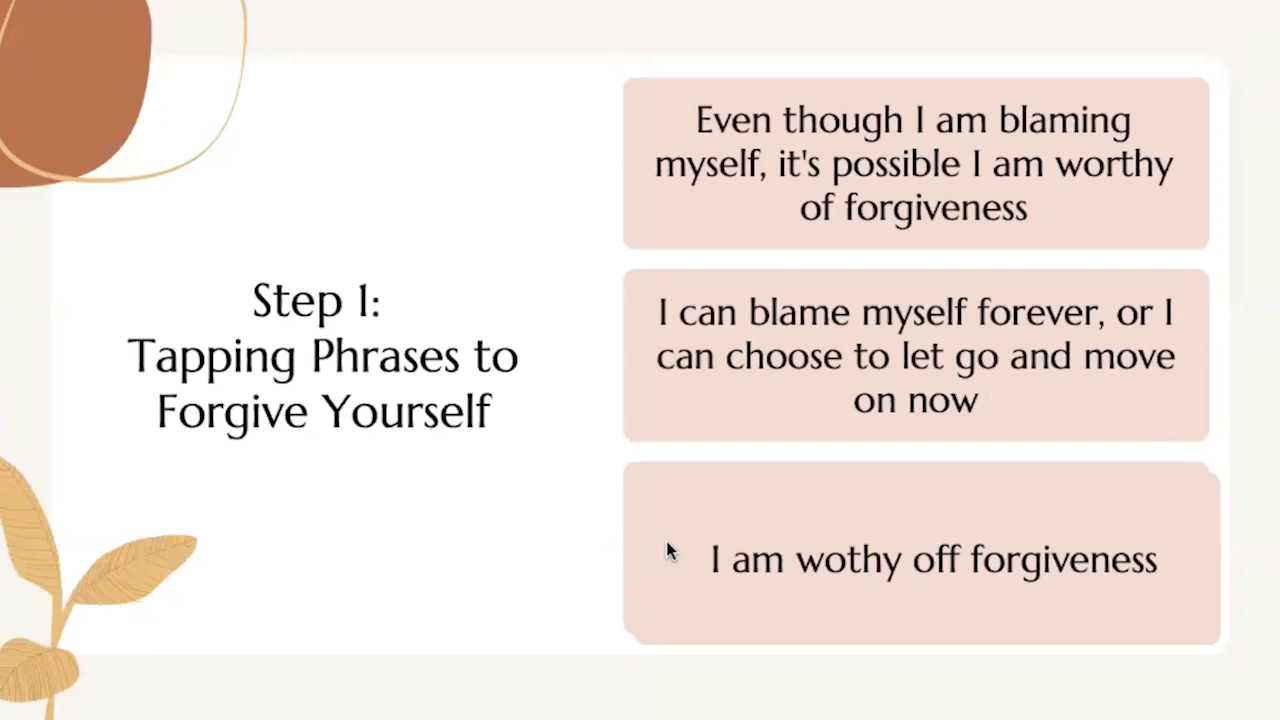 Step 1:
Tapping Phrases to
Forgive Yourself
Even though I am blaming
myself, it's possible I am worthy
of forgiveness
I can blame myself forever, or I
can choose to let go and move
on now
I am wothy off forgiveness